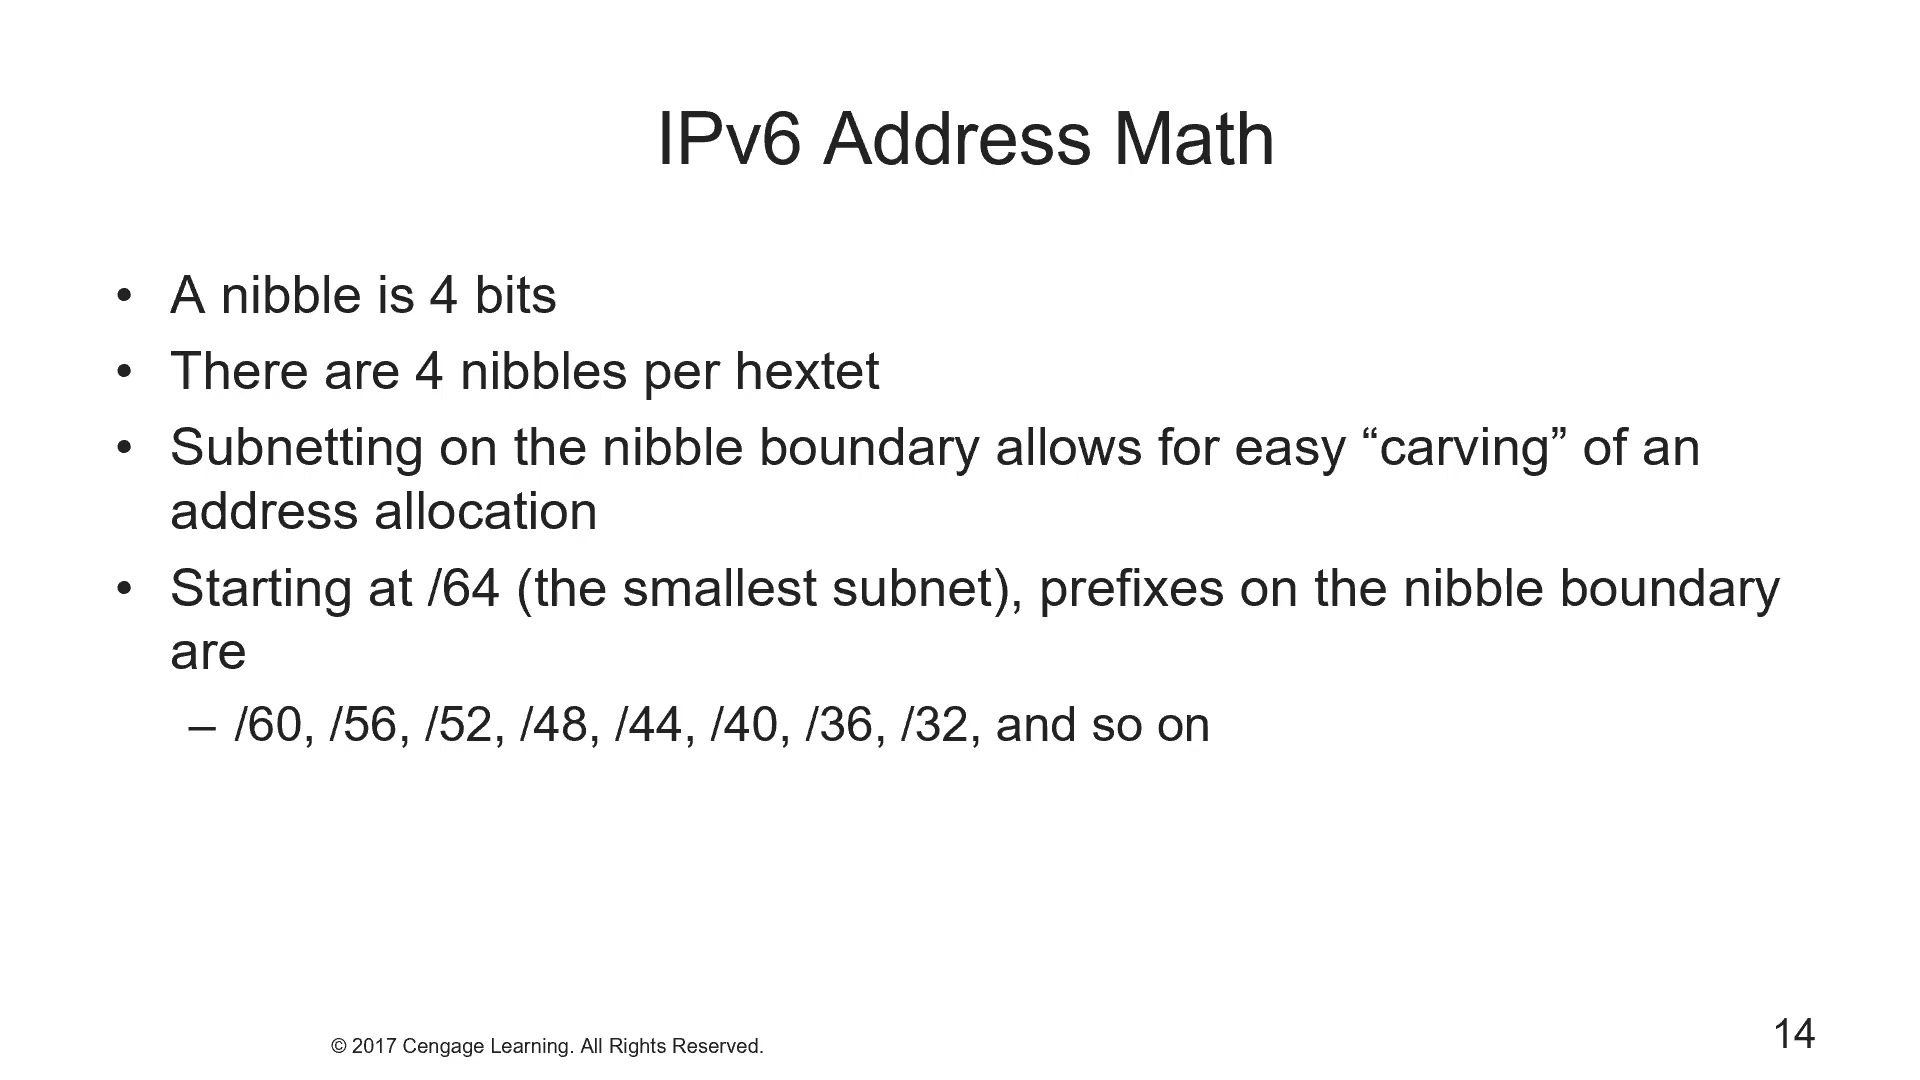 IPv6 Address Math
• A nibble is 4 bits
• There are 4 nibbles per hextet
• Subnetting on the nibble boundary allows for easy “carving” of an
address allocation
• Starting at /64 (the smallest subnet), prefixes on the nibble boundary
are
– /60, /56, /52, /48, /44, /40, /36, /32, and so on
© 2017 Cengage Learning. All Rights Reserved.
14